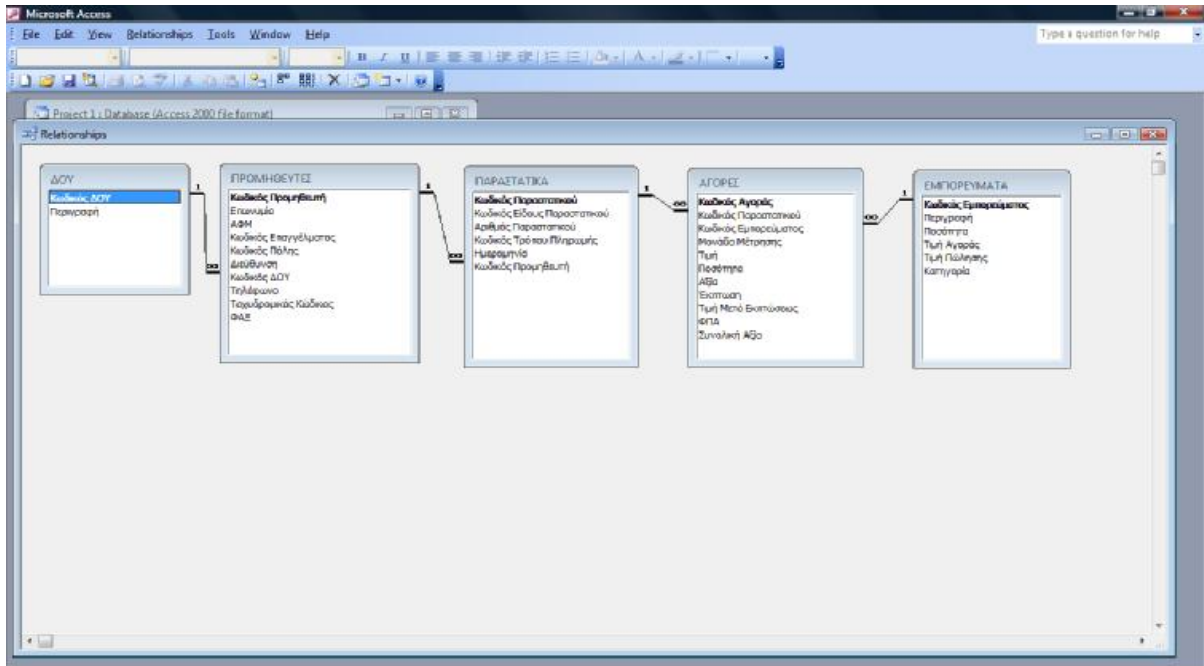 Microsoft Access
File Edit View Relationships Tools Window Help
Type a question for help
B I U
Project 1 : Database (Access 2000 file format)
Relationships
ΔΟΥ
Κωδικός ΔΟΥ
Περιγραφή
1
∞
ΠΡΟΜΗΘΕΥΤΕΣ
Κωδικός Προμηθευτή
Επωνυμία
ΑΦΜ
Κωδικός Επαγγέλματος
Κωδικός Πόλης
Διεύθυνση
Κωδικός ΔΟΥ
Τηλέφωνο
Ταχυδρομικός Κώδικας
ΦΑΞ
1
∞
ΠΑΡΑΣΤΑΤΙΚΑ
Κωδικός Παραστατικού
Κωδικός Είδους Παραστατικού
Αριθμός Παραστατικού
Κωδικός Τρόπου Πληρωμής
Ημερομηνία
Κωδικός Προμηθευτή
1
∞
ΑΓΟΡΕΣ
Κωδικός Αγοράς
Κωδικός Παραστατικού
Κωδικός Εμπορεύματος
Μονάδα Μέτρησης
Τιμή
Ποσότητα
Αξία
Έκπτωση
Τιμή Μετά Εκπτώσεως
ΦΠΑ
Συνολική Αξία
∞
1
ΕΜΠΟΡΕΥΜΑΤΑ
Κωδικός Εμπορεύματος
Περιγραφή
Ποσότητα
Τιμή Αγοράς
Τιμή Πώλησης
Κατηγορία